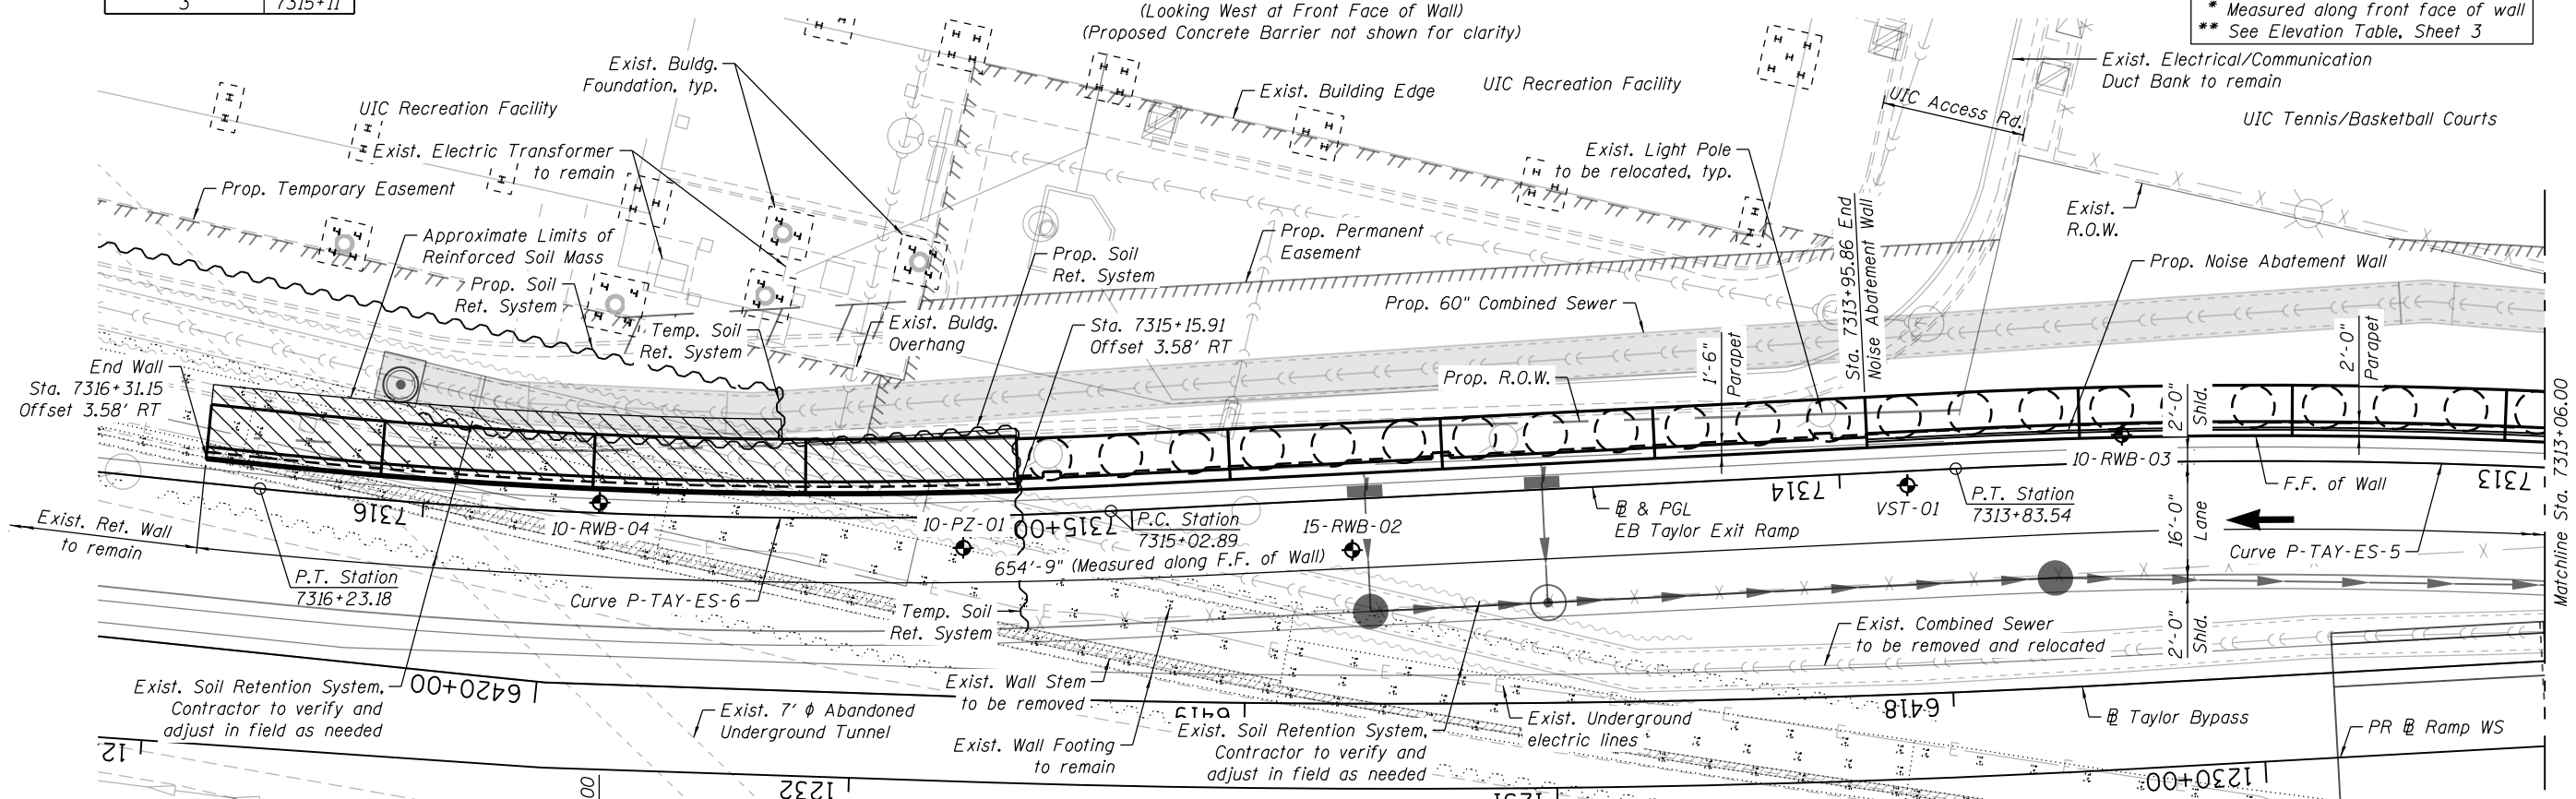 3
7315+11
(Looking West at Front Face of Wall)
(Proposed Concrete Barrier not shown for clarity)
* Measured along front face of wall
** See Elevation Table, Sheet 3
Exist. Buldg.
Foundation, typ.
UIC Recreation Facility
Exist. Electric Transformer
to remain
Prop. Temporary Easement
Approximate Limits of
Reinforced Soil Mass
Prop. Soil
Ret. System
Temp. Soil
Ret. System
Exist. Buldg.
Overhang
Exist. Building Edge
UIC Recreation Facility
UIC Access Rd.
Exist. Electrical/Communication
Duct Bank to remain
UIC Tennis/Basketball Courts
Exist. Light Pole
to be relocated, typ.
Exist.
R.O.W.
Prop. Permanent
Easement
Prop. Soil
Ret. System
Sta. 7315+15.91
Offset 3.58' RT
Prop. 60" Combined Sewer
Sta. 7313+95.86 End
Noise Abatement Wall
Prop. Noise Abatement Wall
Prop. R.O.W.
1'-6"
Parapet
2'-0"
Parapet
2'-0"
Shld.
16'-0"
Lane
2'-0"
Shld.
Matchline Sta. 7313+06.00
End Wall
Sta. 7316+31.15
Offset 3.58' RT
Exist. Ret. Wall
to remain
P.T. Station
7316+23.18
7316
10-RWB-04
10-PZ-01
7315+00
P.C. Station
7315+02.89
654'-9" (Measured along F.F. of Wall)
15-RWB-02
℄ & PGL
EB Taylor Exit Ramp
7314
VST-01
P.T. Station
7313+83.54
10-RWB-03
F.F. of Wall
7313
Curve P-TAY-ES-5
Curve P-TAY-ES-6
Temp. Soil
Ret. System
Exist. Combined Sewer
to be removed and relocated
Exist. Soil Retention System,
Contractor to verify and
adjust in field as needed
6420+00
Exist. 7' ϕ Abandoned
Underground Tunnel
Exist. Wall Stem
to be removed
Exist. Wall Footing
to remain
6419
Exist. Soil Retention System,
Contractor to verify and
adjust in field as needed
Exist. Underground
electric lines
6418
℄ Taylor Bypass
PR ℄ Ramp WS
12
00
1232
1231
1230+00